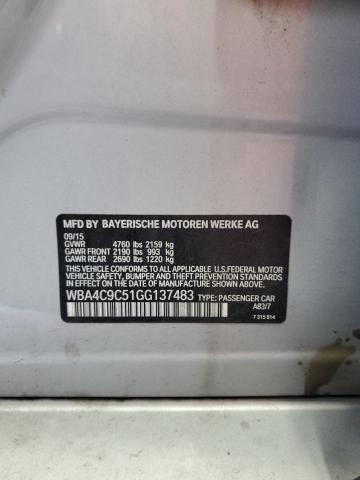 MFD BY BAYERISCHE MOTOREN WERKE AG
09/15
GVWR 4760 lbs 2159 kg
GAWR FRONT 2190 lbs 993 kg
GAWR REAR 2690 lbs 1220 kg
THIS VEHICLE CONFORMS TO ALL APPLICABLE U.S.FEDERAL MOTOR
VEHICLE SAFETY, BUMPER AND THEFT PREVENTION STANDARDS
IN EFFECT ON THE DATE OF MANUFACTURE SHOWN ABOVE.
WBA4C9C51GG137483 TYPE: PASSENGER CAR
A83/7
7 315 514